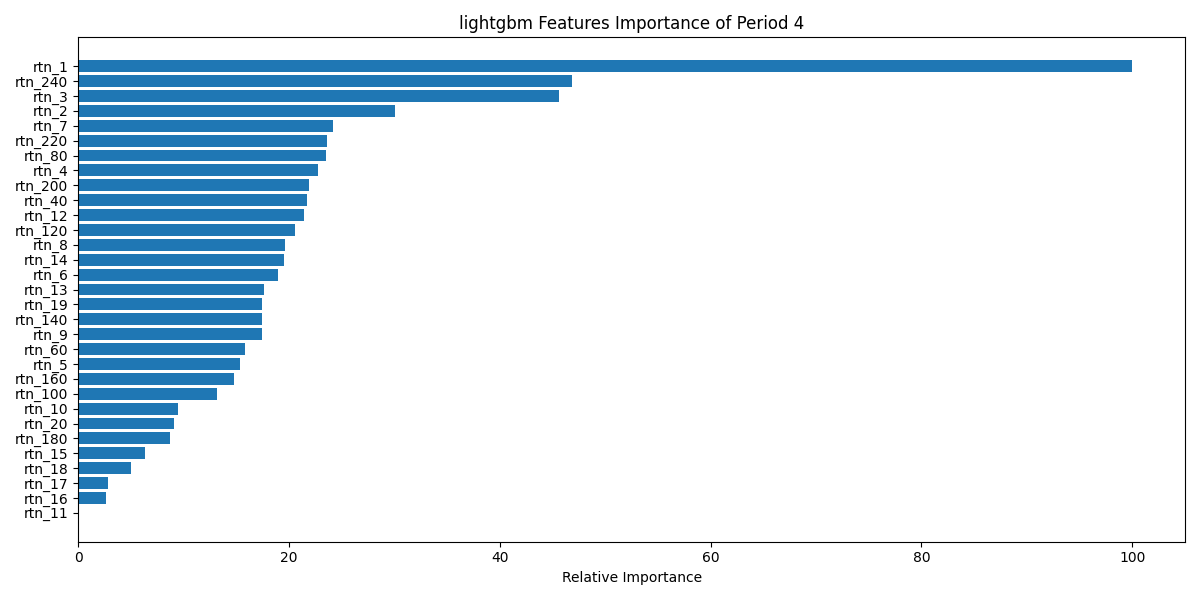 lightgbm Features Importance of Period 4
rtn_1
rtn_240
rtn_3
rtn_2
rtn_7
rtn_220
rtn_80
rtn_4
rtn_200
rtn_40
rtn_12
rtn_120
rtn_8
rtn_14
rtn_6
rtn_13
rtn_19
rtn_140
rtn_9
rtn_60
rtn_5
rtn_160
rtn_100
rtn_10
rtn_20
rtn_180
rtn_15
rtn_18
rtn_17
rtn_16
rtn_11
0 20 40 60 80 100
Relative Importance